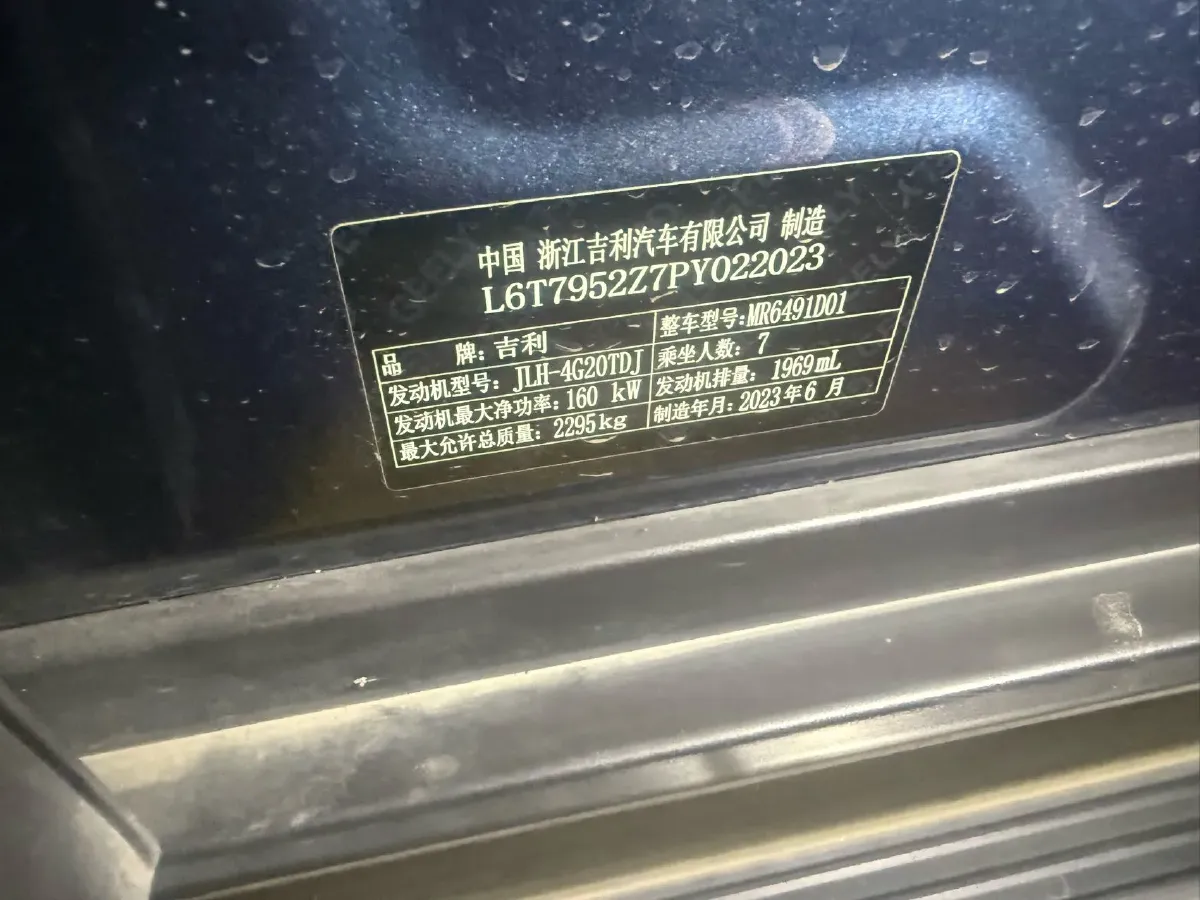 中国 浙江吉利汽车有限公司 制造
L6T7952Z7PY022023
品 牌：吉利 整车型号：MR6491D01
发动机型号：JLH-4G20TDJ 乘坐人数：7
发动机最大净功率：160 kW 发动机排量：1969mL
最大允许总质量：2295kg 制造年月：2023年6月